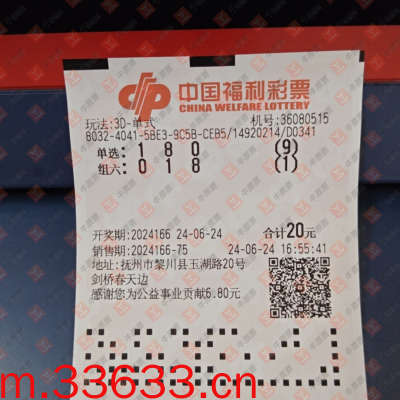 中国福利彩票
CHINA WELFARE LOTTERY
玩法:3D-单式 机号:36080515
8032-4041-5BE3-9C5B-CEB5/14920214/D0341
单选: 1 8 0 (9)
组六: 0 1 8 (1)
开奖期:2024166 24-06-24 合计20元
销售期:2024166-75 24-06-24 16:55:41
地址:抚州市黎川县玉湖路20号
剑桥春天边
感谢您为公益事业贡献6.80元
m.33633.cn